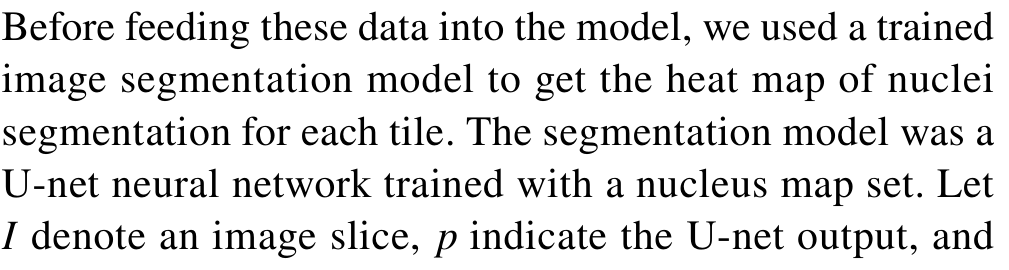 Before feeding these data into the model, we used a trained
image segmentation model to get the heat map of nuclei
segmentation for each tile. The segmentation model was a
U-net neural network trained with a nucleus map set. Let
I denote an image slice, p indicate the U-net output, and